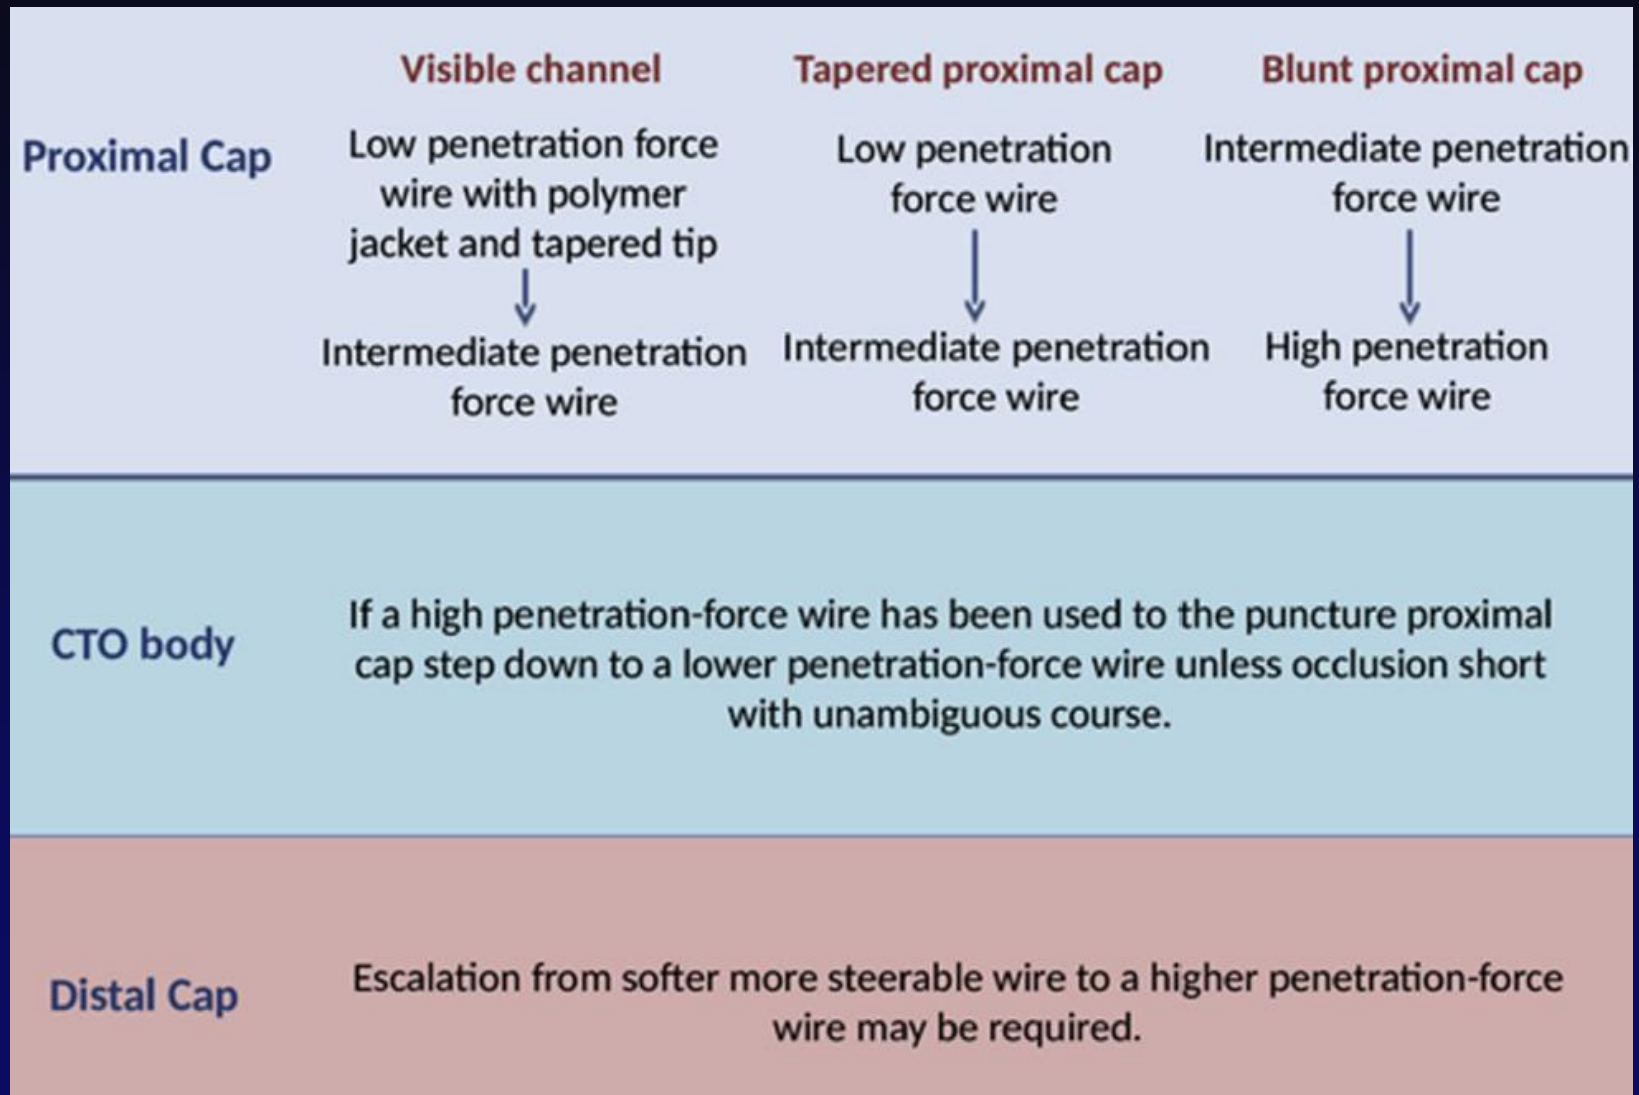 Visible channel
Tapered proximal cap
Blunt proximal cap
Proximal Cap
Low penetration force
wire with polymer
jacket and tapered tip
Intermediate penetration
force wire
Low penetration
force wire
Intermediate penetration
force wire
Intermediate penetration
force wire
High penetration
force wire
CTO body
If a high penetration-force wire has been used to the puncture proximal
cap step down to a lower penetration-force wire unless occlusion short
with unambiguous course.
Distal Cap
Escalation from softer more steerable wire to a higher penetration-force
wire may be required.